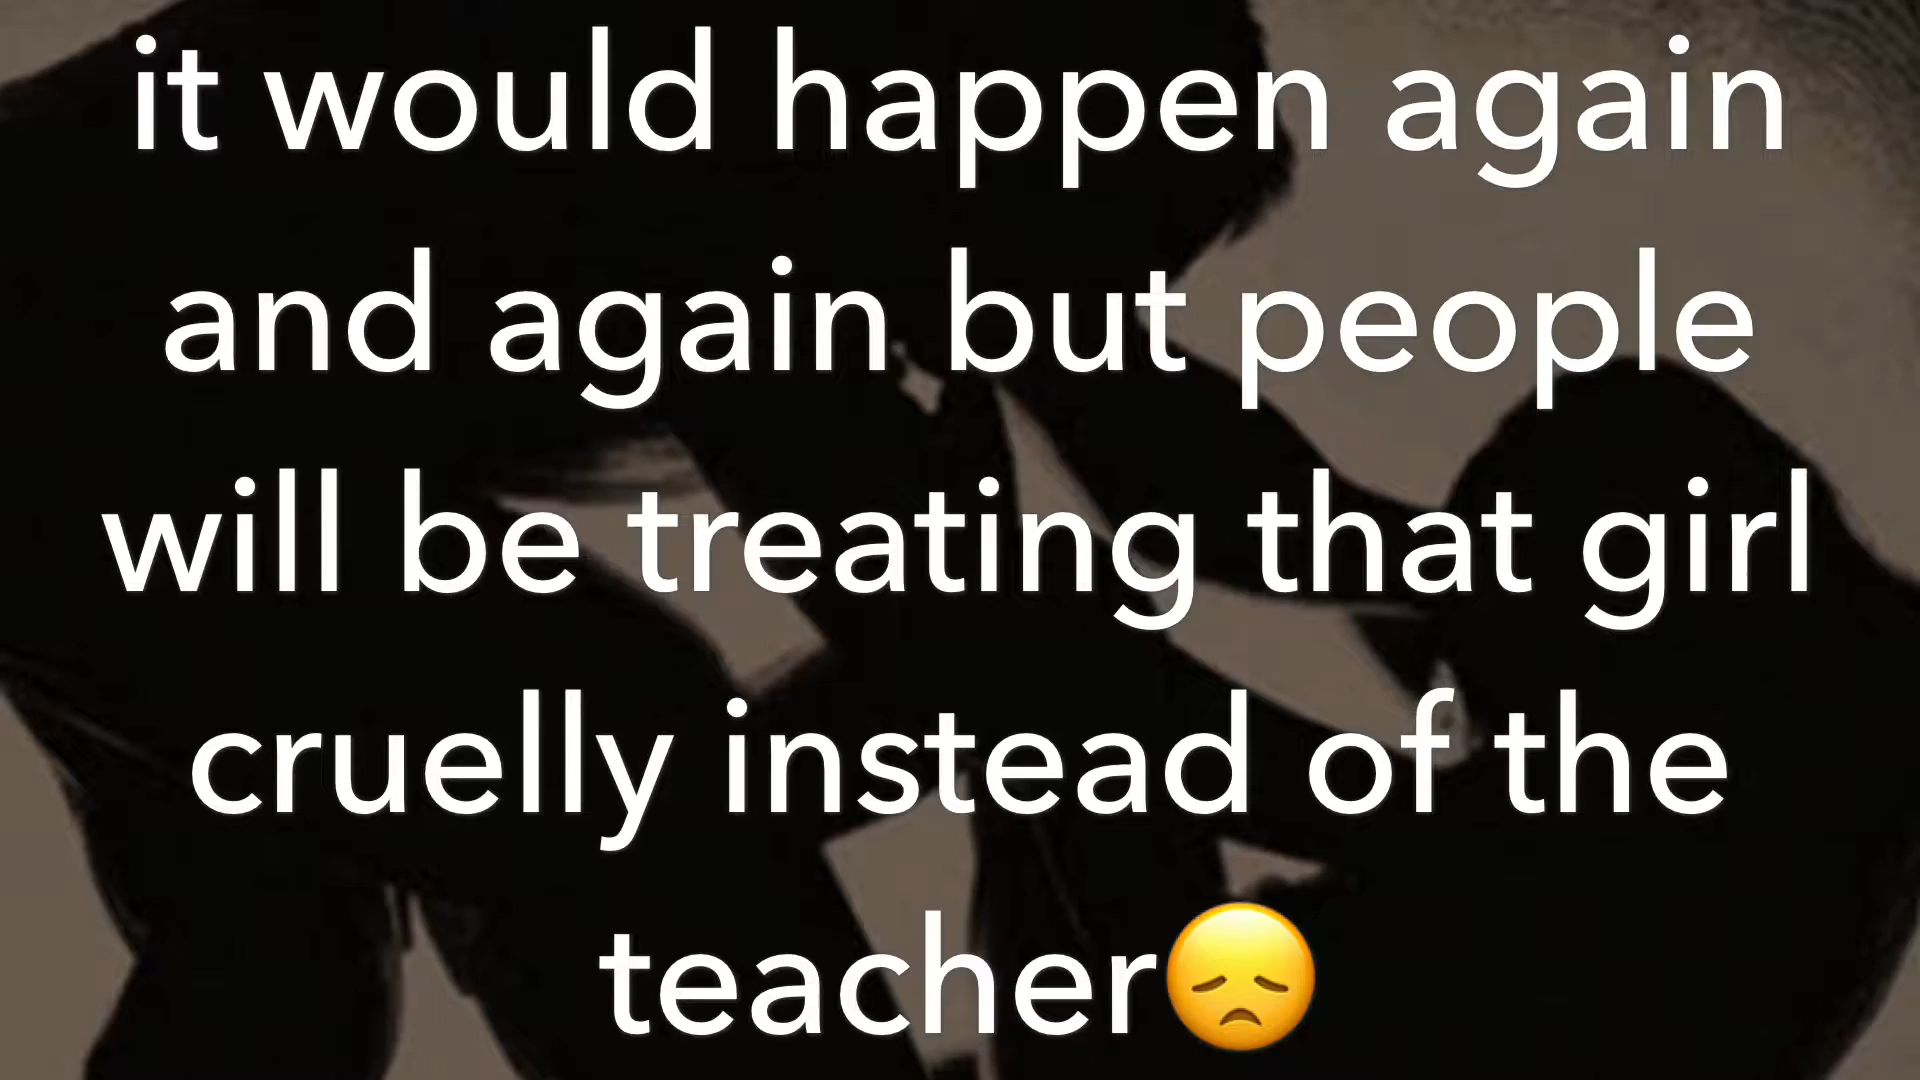 it would happen again
and again but people
will be treating that girl
cruelly instead of the
teacher😞